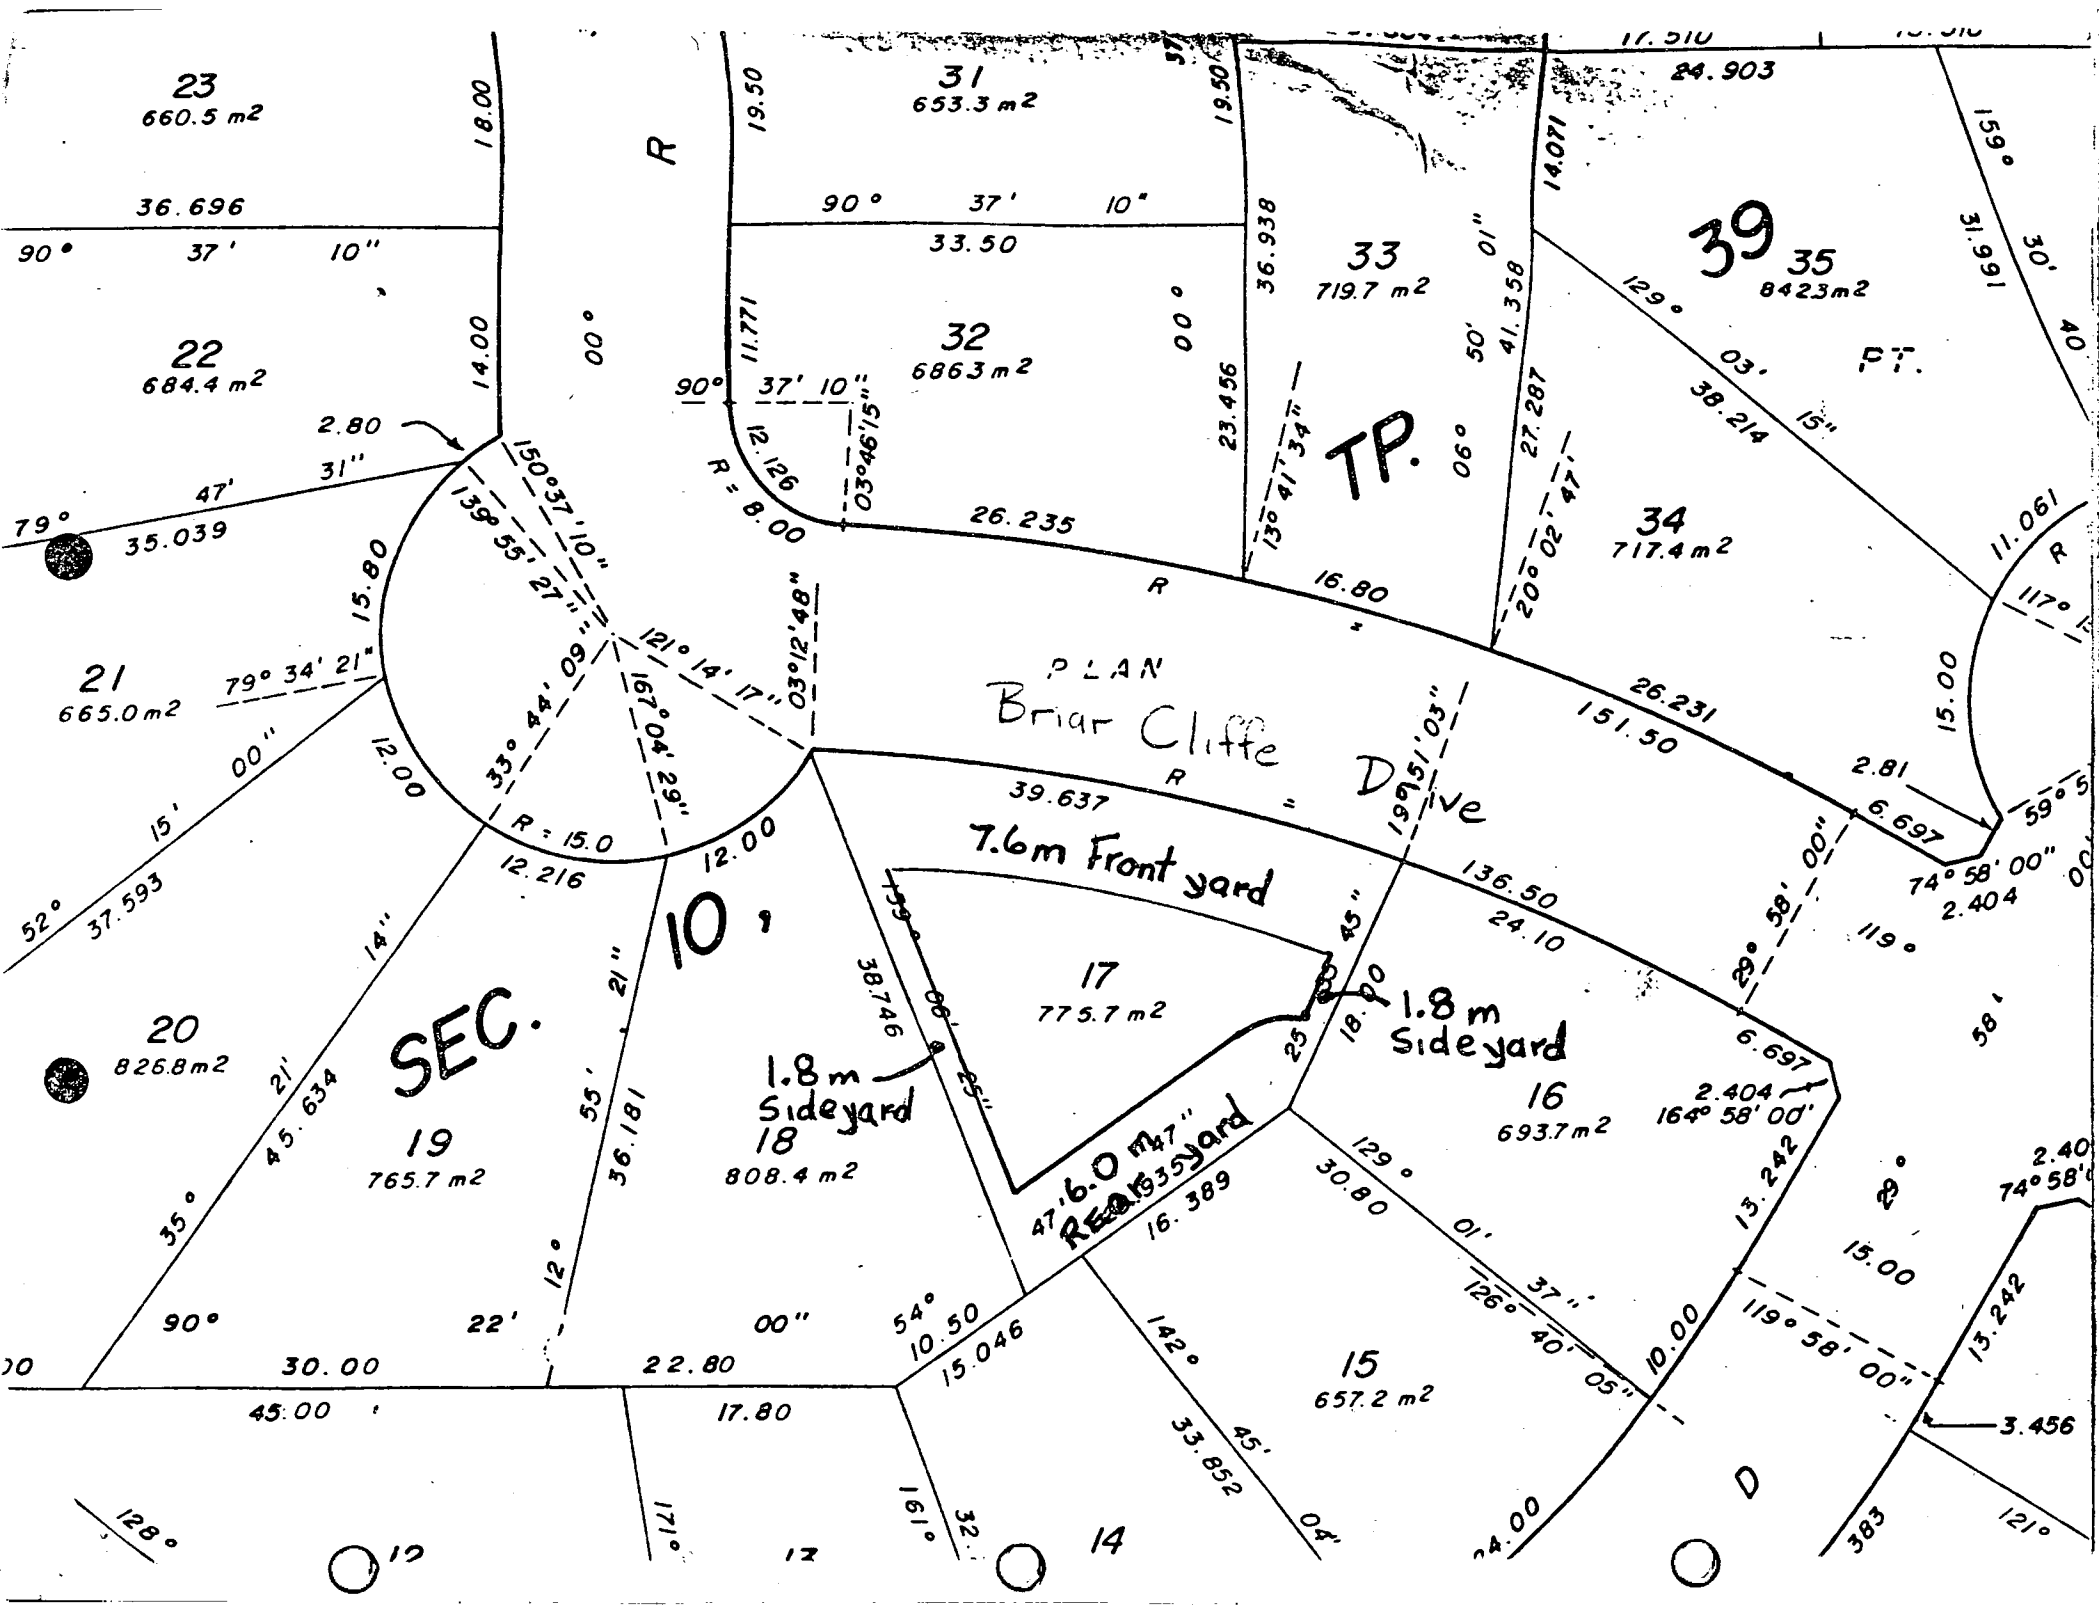 17.510
24.903
23
660.5 m2
18.00
R
19.50
31
653.3 m2
37
19.50
14.071
159°
30'
40
31.991
36.696
90° 37' 10"
90° 37' 10"
33.50
36.938
33
719.7 m2
01"
50'
06°
41.358
39
35
8423m2
PT.
129° 03' 15"
38.214
22
684.4 m2
14.00
00°
11.771
32
6863 m2
00°
23.456
27.287
90° 37' 10"
03°46'15"
12.126
R = 8.00
26.235
13° 41' 34"
TP.
20° 02' 47'
34
717.4 m2
11.061
R
117°
2.80
79° 47' 31"
35.039
150°37'10"
139° 55' 27"
15.80
R
=
16.80
21
665.0 m2
79° 34' 21"
33° 44' 09"
167° 04' 29"
121° 14' 17"
03°12'48"
PLAN
Briar Cliffe Drive
19° 51' 03"
26.231
151.50
15.00
2.81
6.697
59°
74° 58' 00"
2.404
52° 15' 00"
37.593
12.00
R = 15.0
12.216
12.00
R
=
39.637
7.6m Front yard
136.50
24.10
29° 58' 00"
119°
58'
10,
SEC.
159° 06' 25"
38.746
17
775.7 m2
25 45"
18.00
1.8 m
Sideyard
1.8 m
Sideyard
6.697
2.404
164° 58' 00"
20
826.8 m2
35° 21' 14"
45.634
19
765.7 m2
12° 55' 21"
36.181
18
808.4 m2
47' 47"
6.0 m
Rear yard
16.389
16
693.7 m2
129° 01' 37"
30.80
126° 40' 05"
13.242
10.00
29°
15.00
119° 58' 00"
13.242
2.40
74° 58'
3.456
90° 22' 00"
30.00
22.80
54°
10.50
15.046
45.00
17.80
142° 45' 04"
33.852
15
657.2 m2
D
128°
171°
161°
32.
14
383
121°